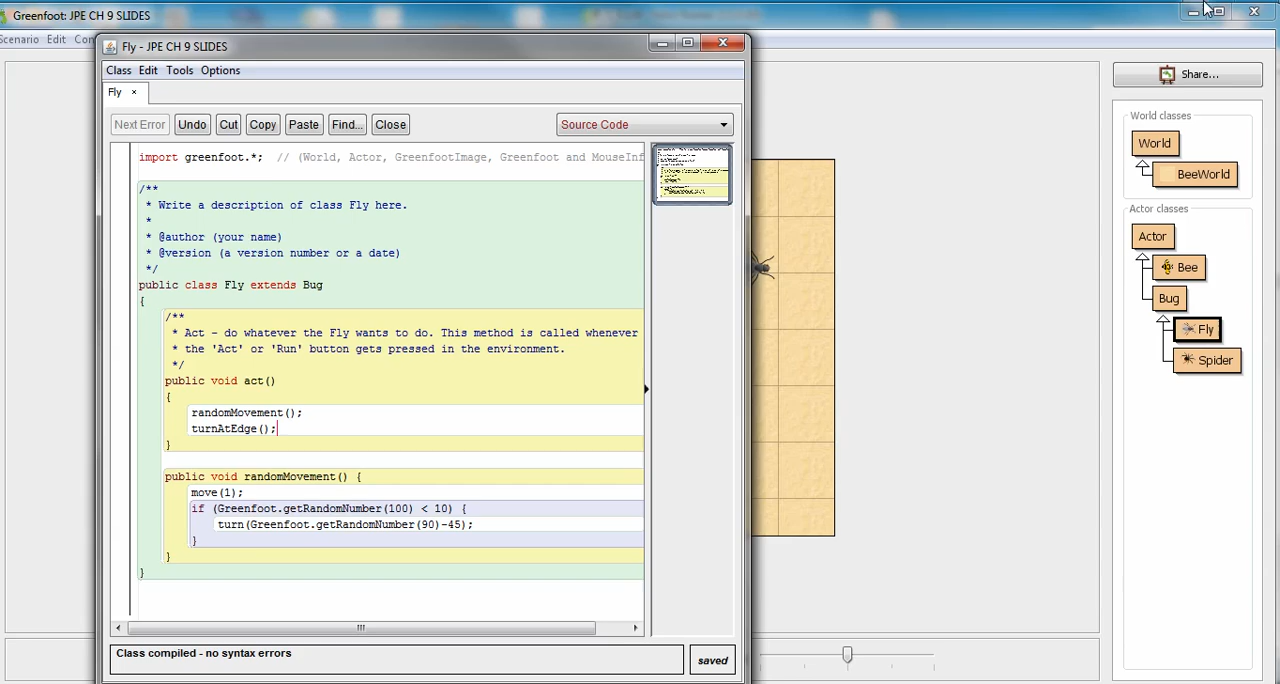 Greenfoot: JPE CH 9 SLIDES
Scenario Edit
Fly - JPE CH 9 SLIDES
Class Edit Tools Options
Fly ×
Next Error Undo Cut Copy Paste Find... Close Source Code
import greenfoot.*;  // (World, Actor, GreenfootImage, Greenfoot and MouseInf
/**
 * Write a description of class Fly here.
 *
 * @author (your name)
 * @version (a version number or a date)
 */
public class Fly extends Bug
{
/**
 * Act - do whatever the Fly wants to do. This method is called whenever
 * the 'Act' or 'Run' button gets pressed in the environment.
 */
public void act()
{
randomMovement();
turnAtEdge();
}
public void randomMovement() {
move(1);
if (Greenfoot.getRandomNumber(100) < 10) {
turn(Greenfoot.getRandomNumber(90)-45);
}
}
}
Class compiled - no syntax errors
saved
Share...
World classes
World
BeeWorld
Actor classes
Actor
Bee
Bug
Fly
Spider